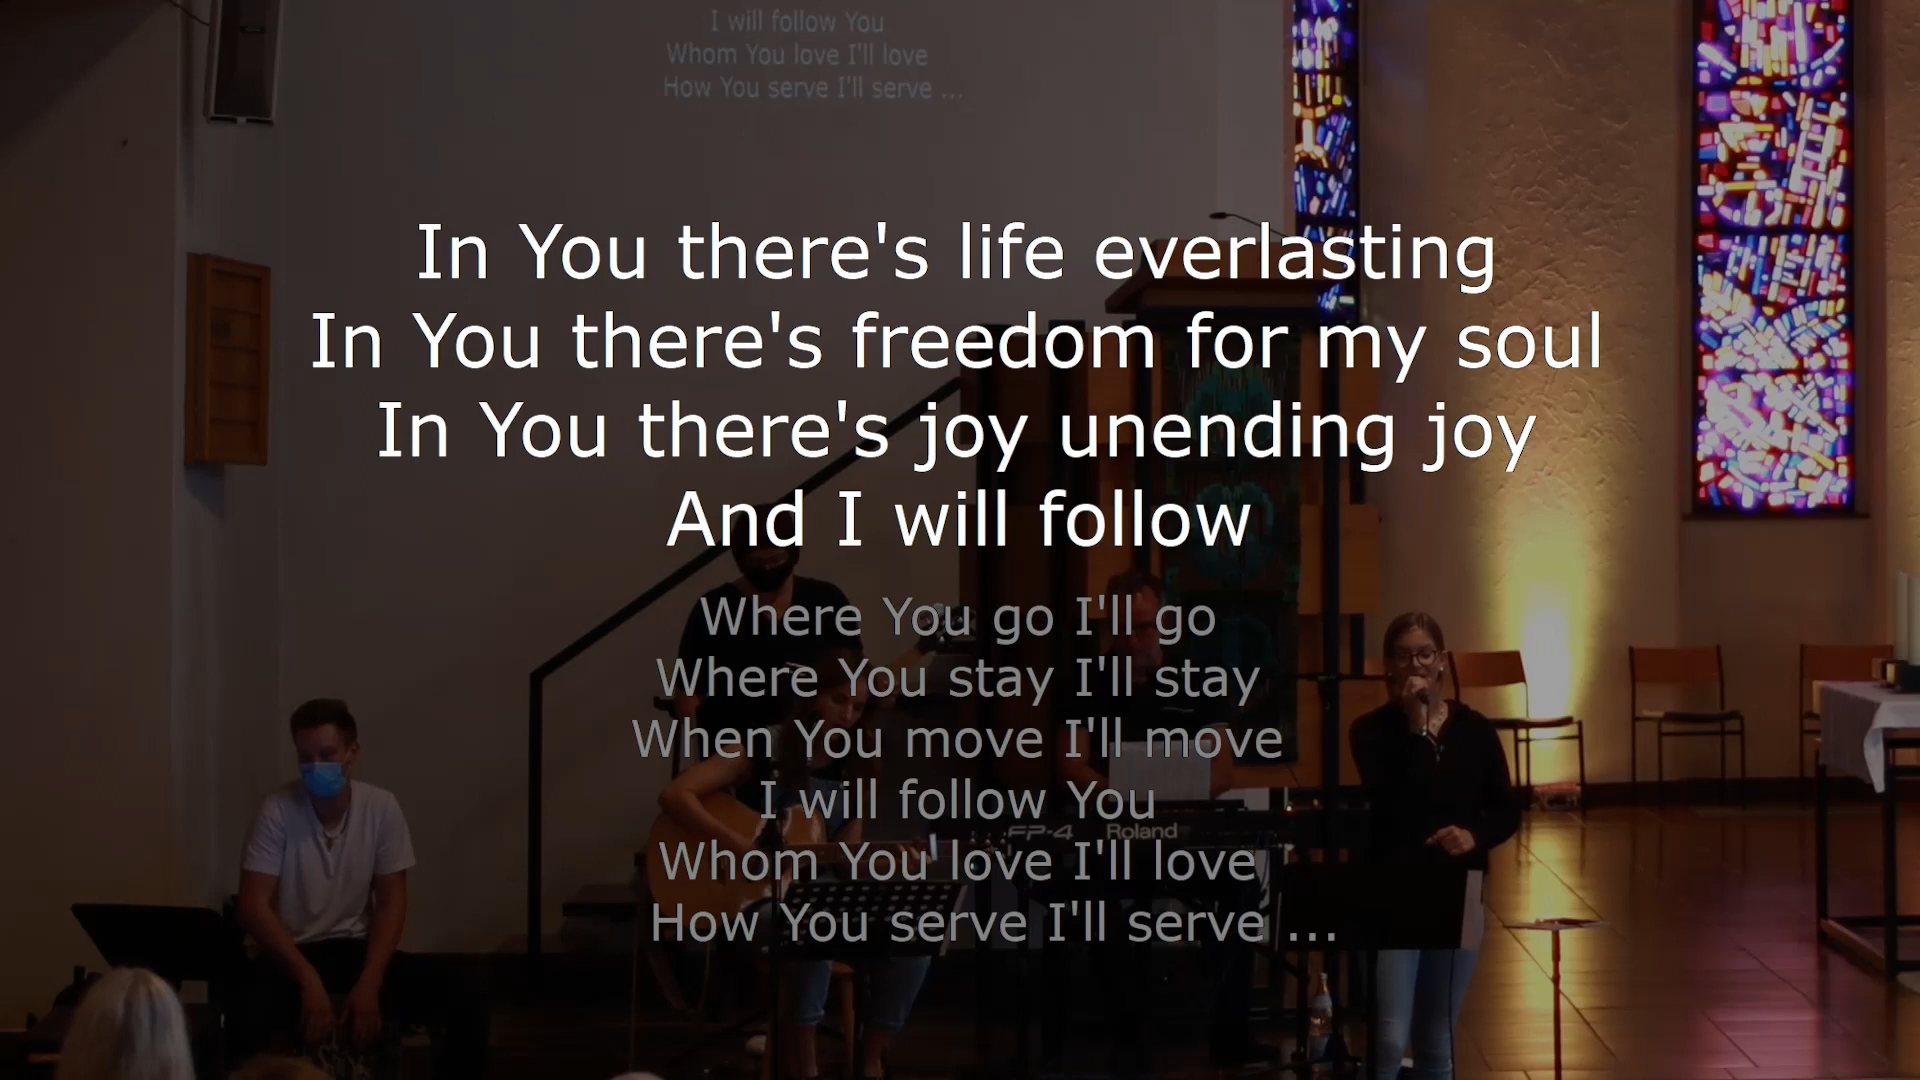 I will follow You
Whom You love I'll love
How You serve I'll serve ...
In You there's life everlasting
In You there's freedom for my soul
In You there's joy unending joy
And I will follow
Where You go I'll go
Where You stay I'll stay
When You move I'll move
I will follow You
FP-4 Roland
Whom You love I'll love
How You serve I'll serve ...